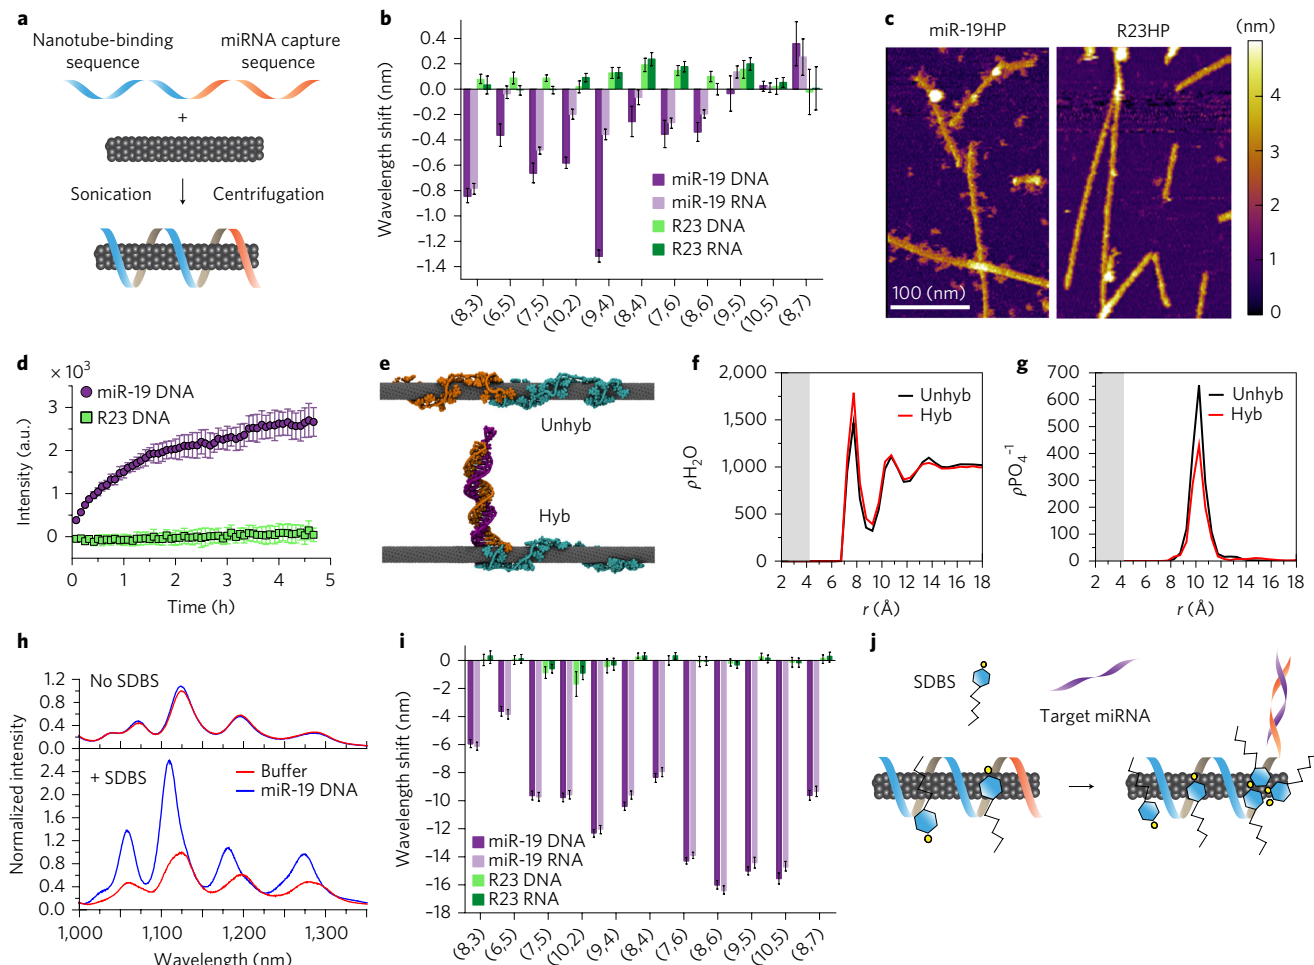 a
Nanotube-binding
sequence
miRNA capture
sequence
+
Sonication
Centrifugation
b
Wavelength shift (nm)
0.4
0.2
0.0
−0.2
−0.4
−0.6
−0.8
−1.0
−1.2
−1.4
miR-19 DNA
miR-19 RNA
R23 DNA
R23 RNA
(8,3)
(6,5)
(7,5)
(10,2)
(9,4)
(8,4)
(7,6)
(8,6)
(9,5)
(10,5)
(8,7)
c
miR-19HP
R23HP
(nm)
100 (nm)
4
3
2
1
0
d
× 10³
Intensity (a.u.)
3
2
1
0
miR-19 DNA
R23 DNA
0
1
2
3
4
5
Time (h)
e
Unhyb
Hyb
f
ρH₂O
2,000
1,500
1,000
500
0
Unhyb
Hyb
2 4 6 8 10 12 14 16 18
r (Å)
g
ρPO₄⁻¹
700
600
500
400
300
200
100
0
Unhyb
Hyb
2 4 6 8 10 12 14 16 18
r (Å)
h
Normalized intensity
No SDBS
1.2
0.8
0.4
0.0
+ SDBS
2.4
2.0
1.6
1.2
0.8
0.4
0.0
Buffer
miR-19 DNA
1,000
1,100
1,200
1,300
Wavelength (nm)
i
Wavelength shift (nm)
0
−2
−4
−6
−8
−10
−12
−14
−16
−18
miR-19 DNA
miR-19 RNA
R23 DNA
R23 RNA
(8,3)
(6,5)
(7,5)
(10,2)
(9,4)
(8,4)
(7,6)
(8,6)
(9,5)
(10,5)
(8,7)
j
SDBS
Target miRNA